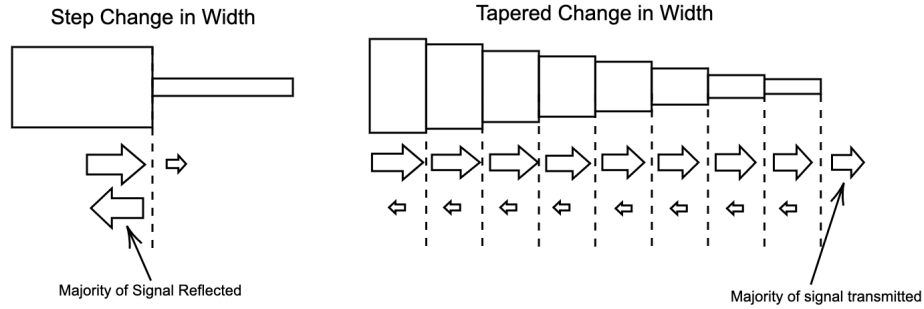 Step Change in Width
Tapered Change in Width
Majority of Signal Reflected
Majority of signal transmitted